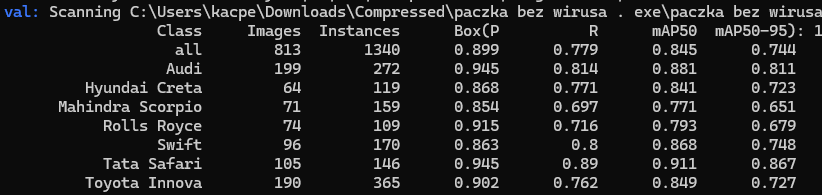 val: Scanning C:\Users\kacpe\Downloads\Compressed\paczka bez wirusa . exe\paczka bez wirusa
Class Images Instances Box(P R mAP50 mAP50-95): 1
all 813 1340 0.899 0.779 0.845 0.744
Audi 199 272 0.945 0.814 0.881 0.811
Hyundai Creta 64 119 0.868 0.771 0.841 0.723
Mahindra Scorpio 71 159 0.854 0.697 0.771 0.651
Rolls Royce 74 109 0.915 0.716 0.793 0.679
Swift 96 170 0.863 0.8 0.868 0.748
Tata Safari 105 146 0.945 0.89 0.911 0.867
Toyota Innova 190 365 0.902 0.762 0.849 0.727